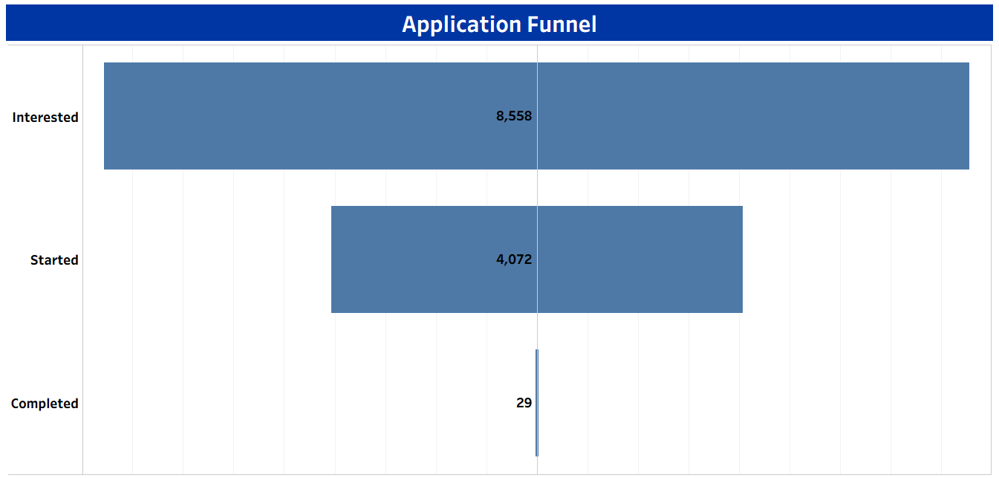 Application Funnel
Interested
8,558
Started
4,072
Completed
29